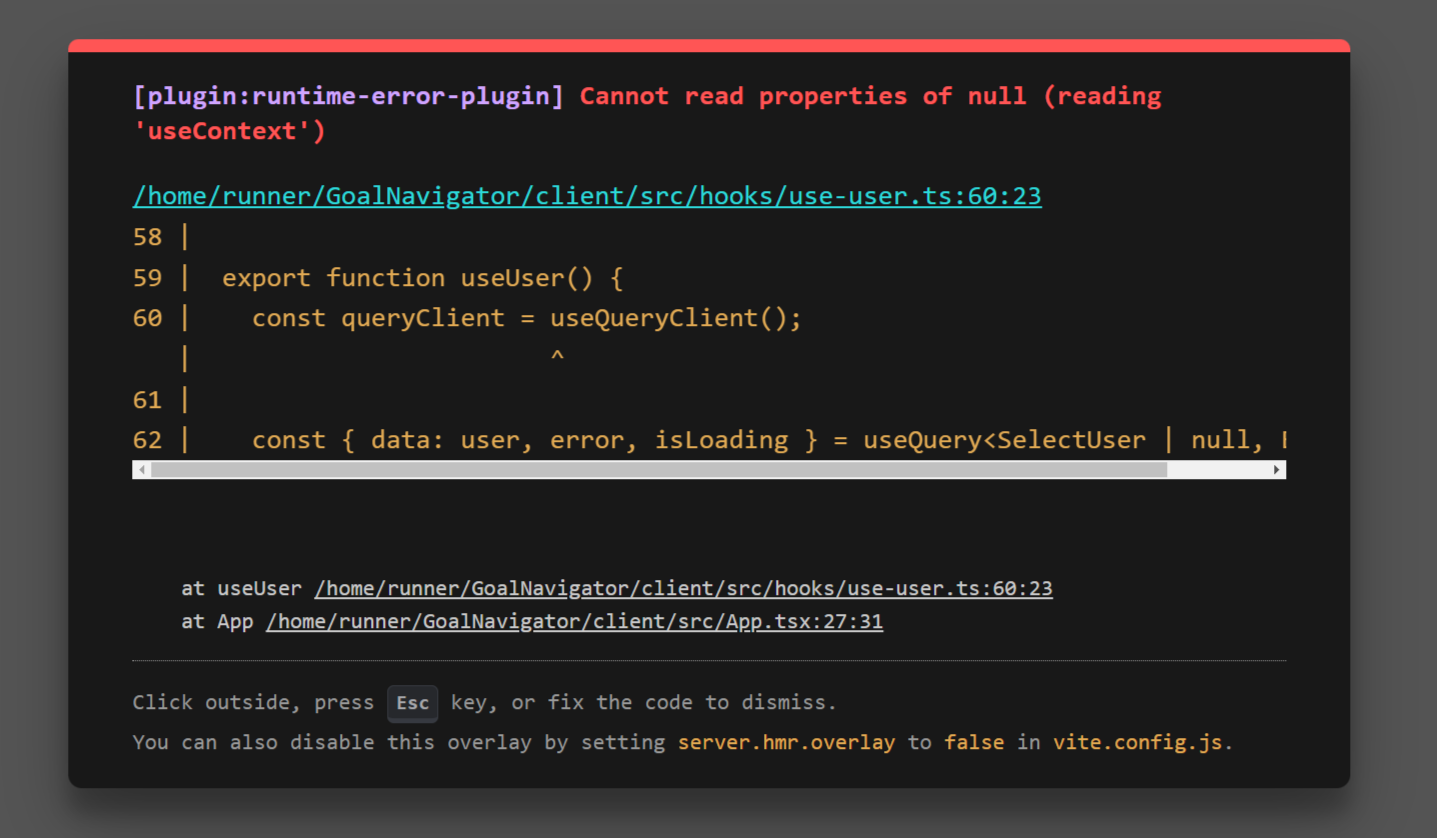 [plugin:runtime-error-plugin] Cannot read properties of null (reading
'useContext')
/home/runner/GoalNavigator/client/src/hooks/use-user.ts:60:23
58 |
59 |  export function useUser() {
60 |    const queryClient = useQueryClient();
   |                        ^
61 |
62 |    const { data: user, error, isLoading } = useQuery<SelectUser | null,
at useUser /home/runner/GoalNavigator/client/src/hooks/use-user.ts:60:23
at App /home/runner/GoalNavigator/client/src/App.tsx:27:31
Click outside, press Esc key, or fix the code to dismiss.
You can also disable this overlay by setting server.hmr.overlay to false in vite.config.js.